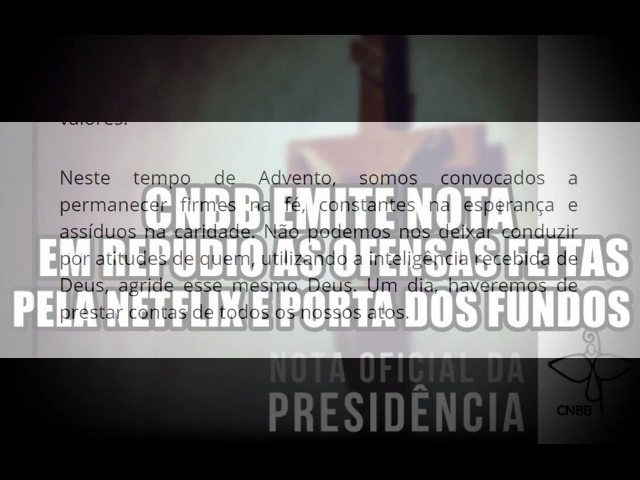 valores.
Neste tempo de Advento, somos convocados a
permanecer firmes na fé, constantes na esperança e
assíduos na caridade. Não podemos nos deixar conduzir
por atitudes de quem, utilizando a inteligência recebida de
Deus, agride esse mesmo Deus. Um dia, haveremos de
prestar contas de todos os nossos atos.
CNBB EMITE NOTA
EM REPÚDIO ÀS OFENSAS FEITAS
PELA NETFLIX E PORTA DOS FUNDOS
NOTA OFICIAL DA
PRESIDÊNCIA
CNBB